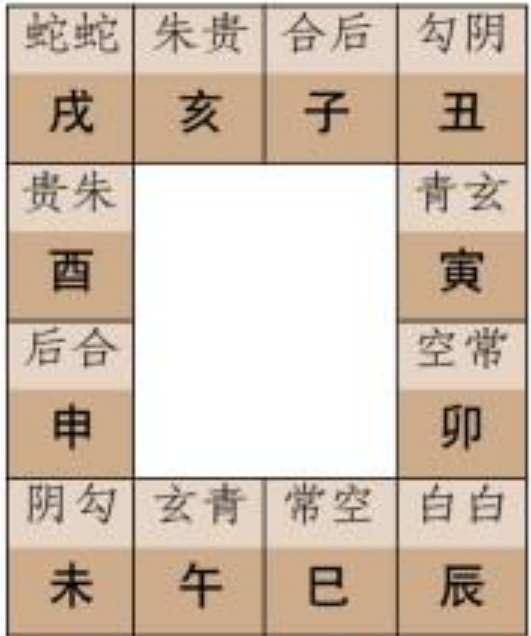 蛇蛇 朱贵 合后 勾阴
戌 亥 子 丑
贵朱 青玄
酉 寅
后合 空常
申 卯
阴勾 玄青 常空 白白
未 午 巳 辰